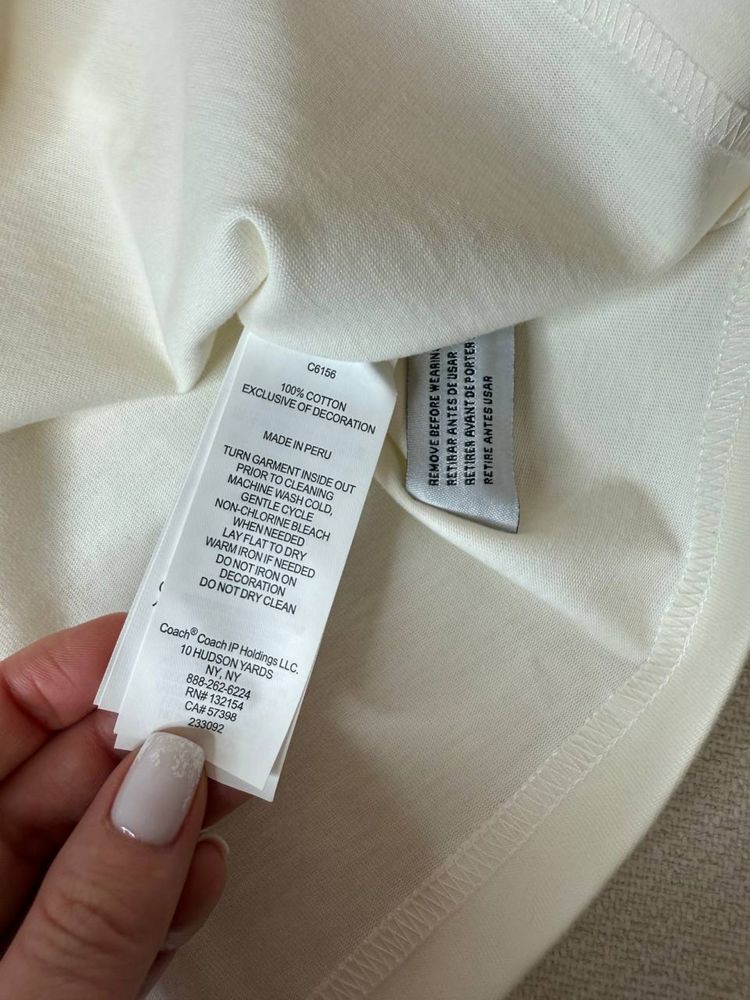 C6156
100% COTTON
EXCLUSIVE OF DECORATION
MADE IN PERU
TURN GARMENT INSIDE OUT
PRIOR TO CLEANING
MACHINE WASH COLD,
GENTLE CYCLE
NON-CHLORINE BLEACH
WHEN NEEDED
LAY FLAT TO DRY
WARM IRON IF NEEDED
DO NOT IRON ON
DECORATION
DO NOT DRY CLEAN
Coach® Coach IP Holdings LLC.
10 HUDSON YARDS
NY, NY
888-262-6224
RN# 132154
CA# 57398
233092
REMOVE BEFORE WEARING
RETIRAR ANTES DE USAR
RETIRER AVANT DE PORTER
RETIRE ANTES USAR